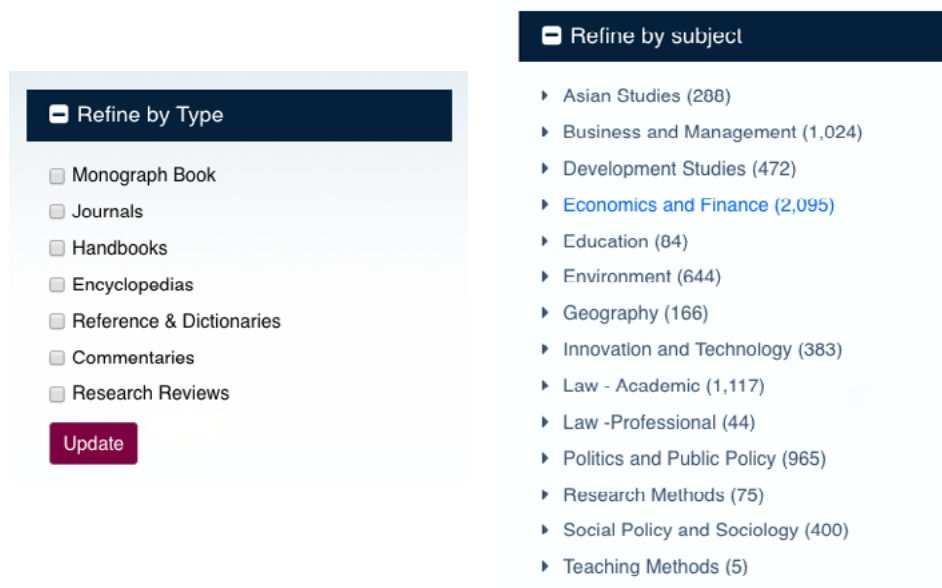 Refine by Type
Monograph Book
Journals
Handbooks
Encyclopedias
Reference & Dictionaries
Commentaries
Research Reviews
Update
Refine by subject
Asian Studies (288)
Business and Management (1,024)
Development Studies (472)
Economics and Finance (2,095)
Education (84)
Environment (644)
Geography (166)
Innovation and Technology (383)
Law - Academic (1,117)
Law -Professional (44)
Politics and Public Policy (965)
Research Methods (75)
Social Policy and Sociology (400)
Teaching Methods (5)